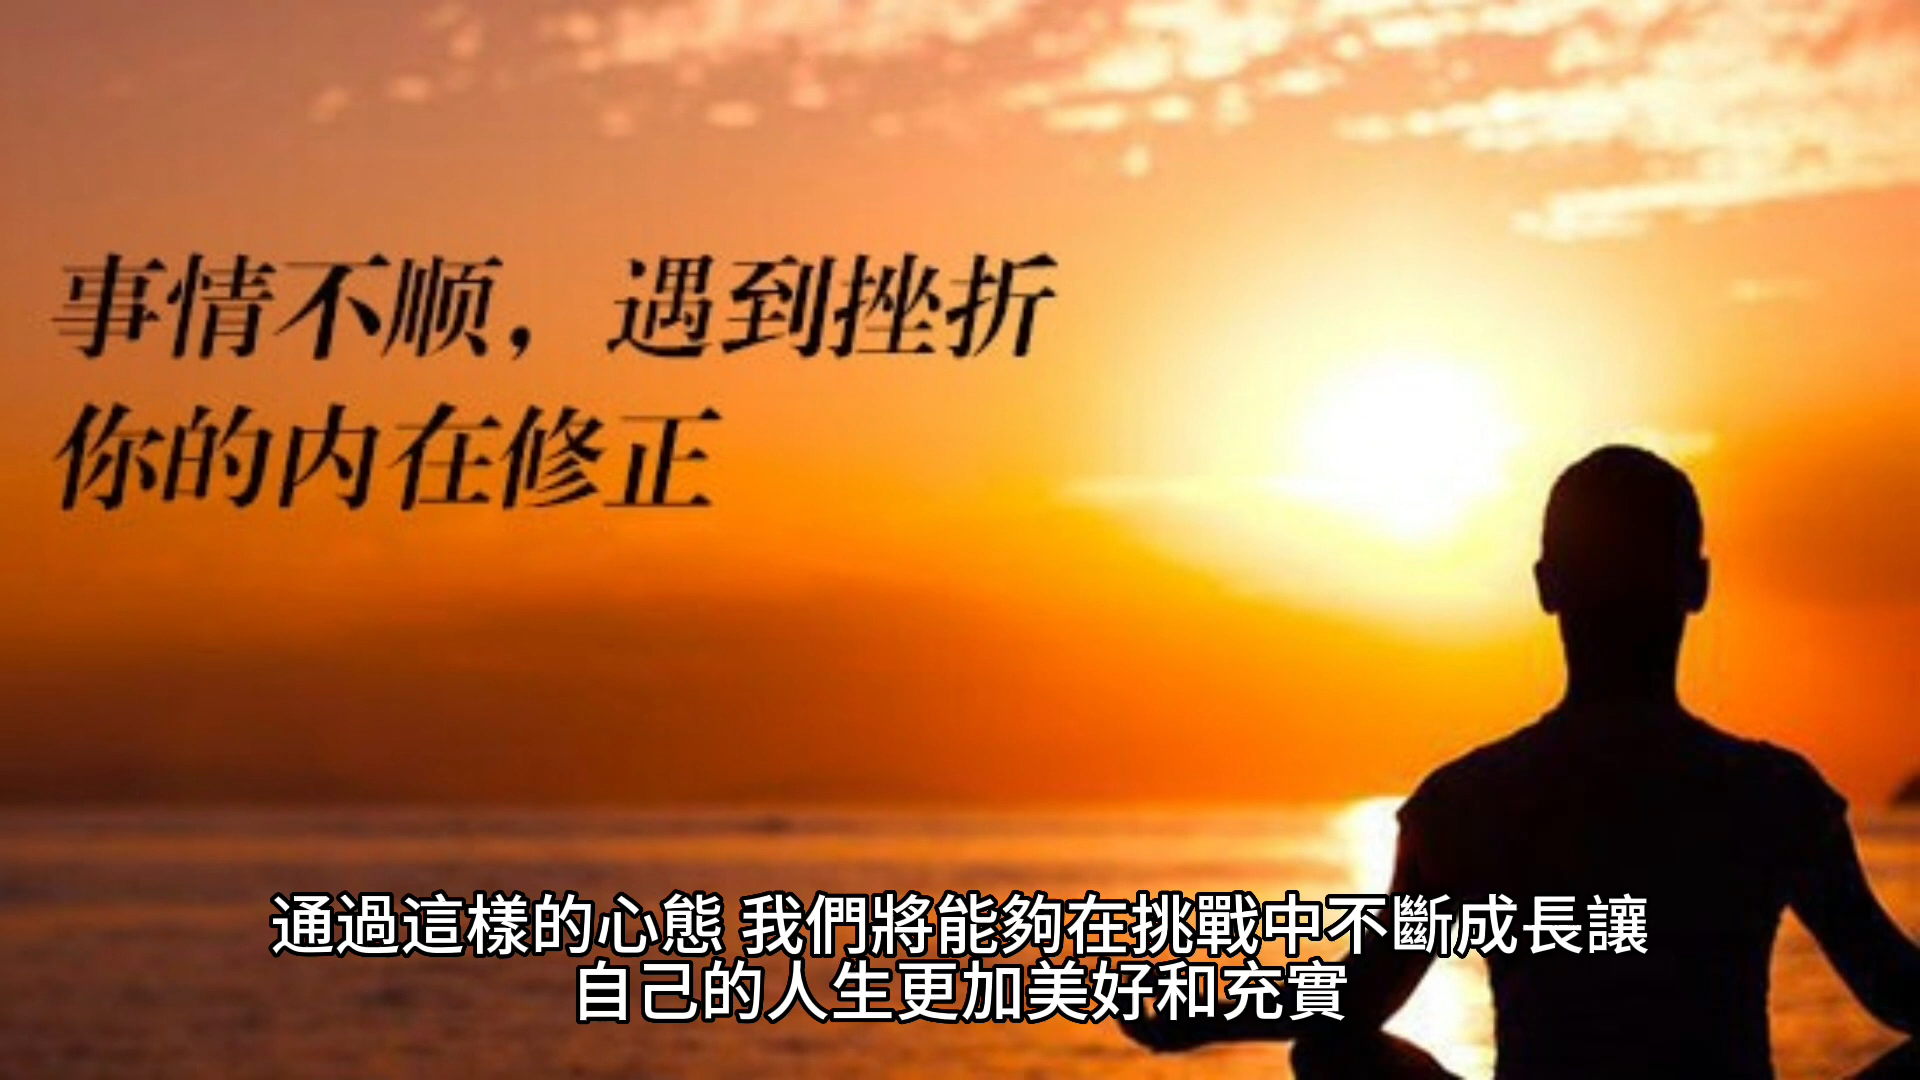 事情不顺，遇到挫折
你的内在修正
通過這樣的心態 我們將能夠在挑戰中不斷成長讓
自己的人生更加美好和充實